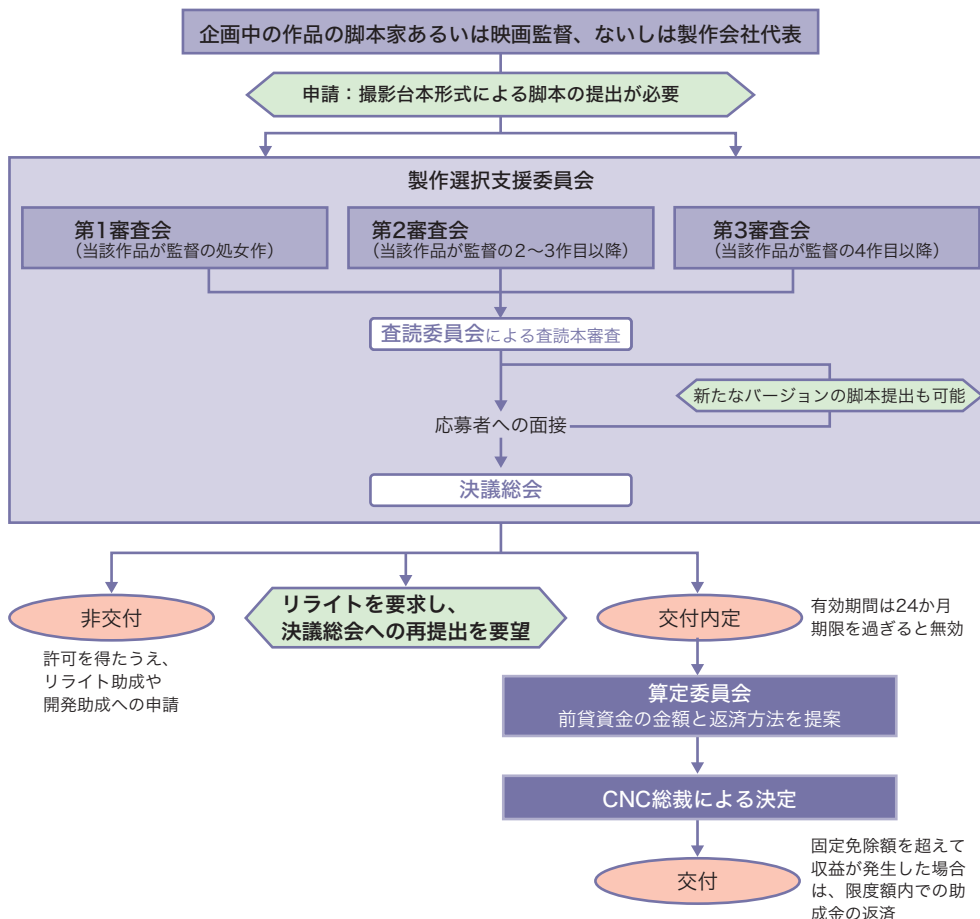 企画中の作品の脚本家あるいは映画監督、ないしは製作会社代表
申請：撮影台本形式による脚本の提出が必要
製作選択支援委員会
第1審査会
（当該作品が監督の処女作）
第2審査会
（当該作品が監督の2〜3作目以降）
第3審査会
（当該作品が監督の4作目以降）
査読委員会による査読本審査
新たなバージョンの脚本提出も可能
応募者への面接
決議総会
非交付
許可を得たうえ、
リライト助成や
開発助成への申請
リライトを要求し、
決議総会への再提出を要望
交付内定
有効期間は24か月
期限を過ぎると無効
算定委員会
前貸資金の金額と返済方法を提案
CNC総裁による決定
交付
固定免除額を超えて
収益が発生した場合
は、限度額内での助
成金の返済